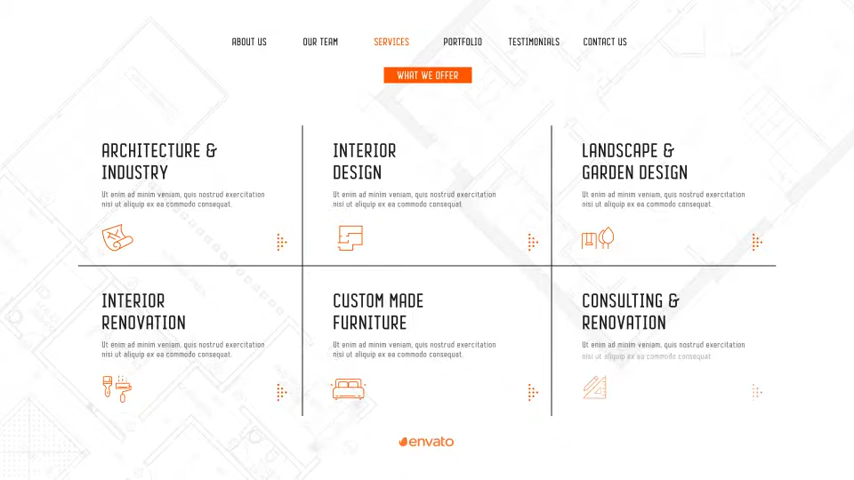 ABOUT US
OUR TEAM
SERVICES
PORTFOLIO
TESTIMONIALS
CONTACT US
WHAT WE OFFER
ARCHITECTURE &
INDUSTRY
Ut enim ad minim veniam, quis nostrud exercitation
nisi ut aliquip ex ea commodo consequat.
INTERIOR
DESIGN
Ut enim ad minim veniam, quis nostrud exercitation
nisi ut aliquip ex ea commodo consequat.
LANDSCAPE &
GARDEN DESIGN
Ut enim ad minim veniam, quis nostrud exercitation
nisi ut aliquip ex ea commodo consequat.
INTERIOR
RENOVATION
Ut enim ad minim veniam, quis nostrud exercitation
nisi ut aliquip ex ea commodo consequat.
CUSTOM MADE
FURNITURE
Ut enim ad minim veniam, quis nostrud exercitation
nisi ut aliquip ex ea commodo consequat.
CONSULTING &
RENOVATION
Ut enim ad minim veniam, quis nostrud exercitation
nisi ut aliquip ex ea commodo consequat
envato